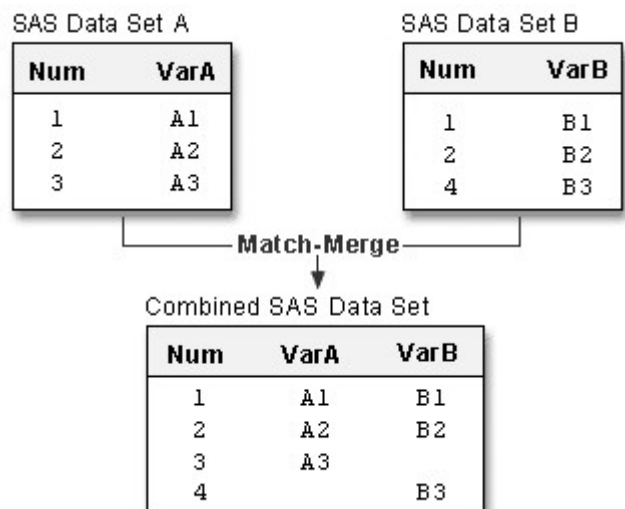 SAS Data Set A
Num VarA
1 A1
2 A2
3 A3
SAS Data Set B
Num VarB
1 B1
2 B2
4 B3
Match-Merge
Combined SAS Data Set
Num VarA VarB
1 A1 B1
2 A2 B2
3 A3
4 B3